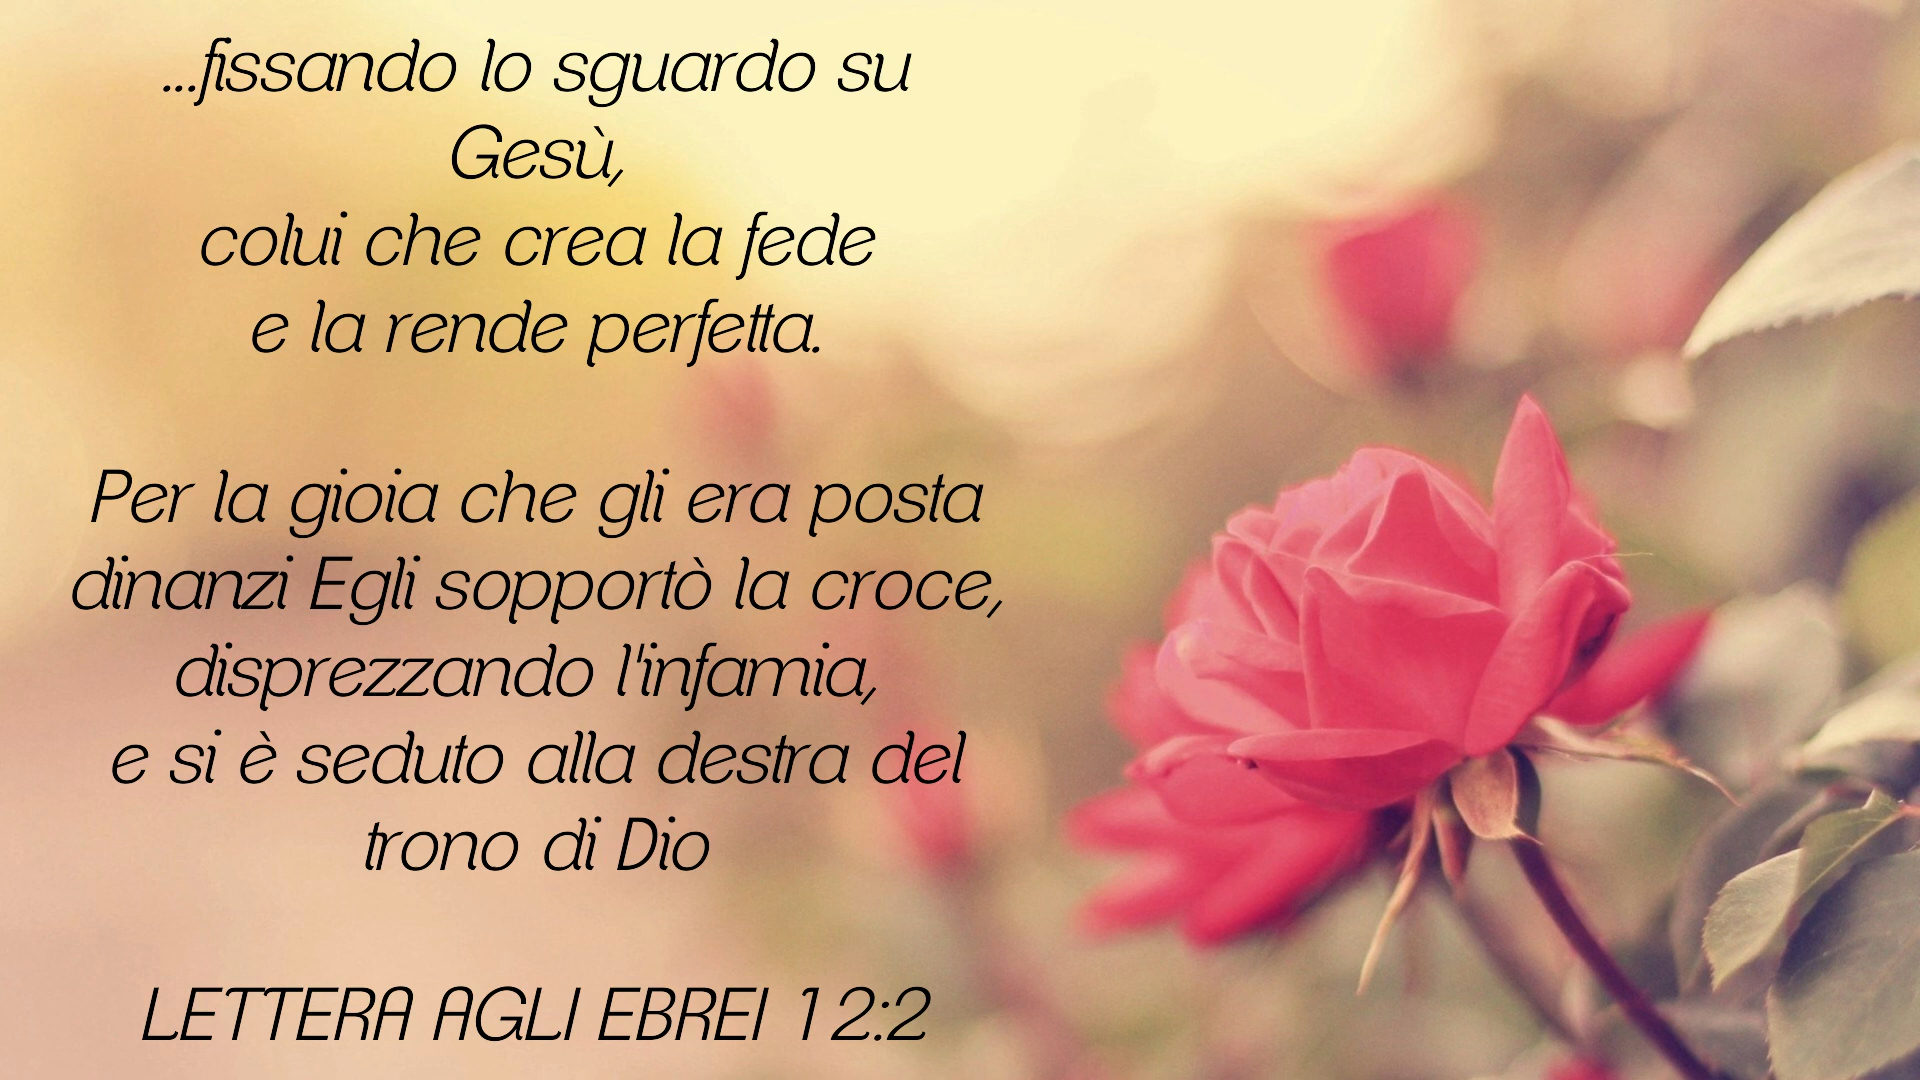 ...fissando lo sguardo su
Gesù,
colui che crea la fede
e la rende perfetta.
Per la gioia che gli era posta
dinanzi Egli sopportò la croce,
disprezzando l'infamia,
e si è seduto alla destra del
trono di Dio
LETTERA AGLI EBREI 12:2